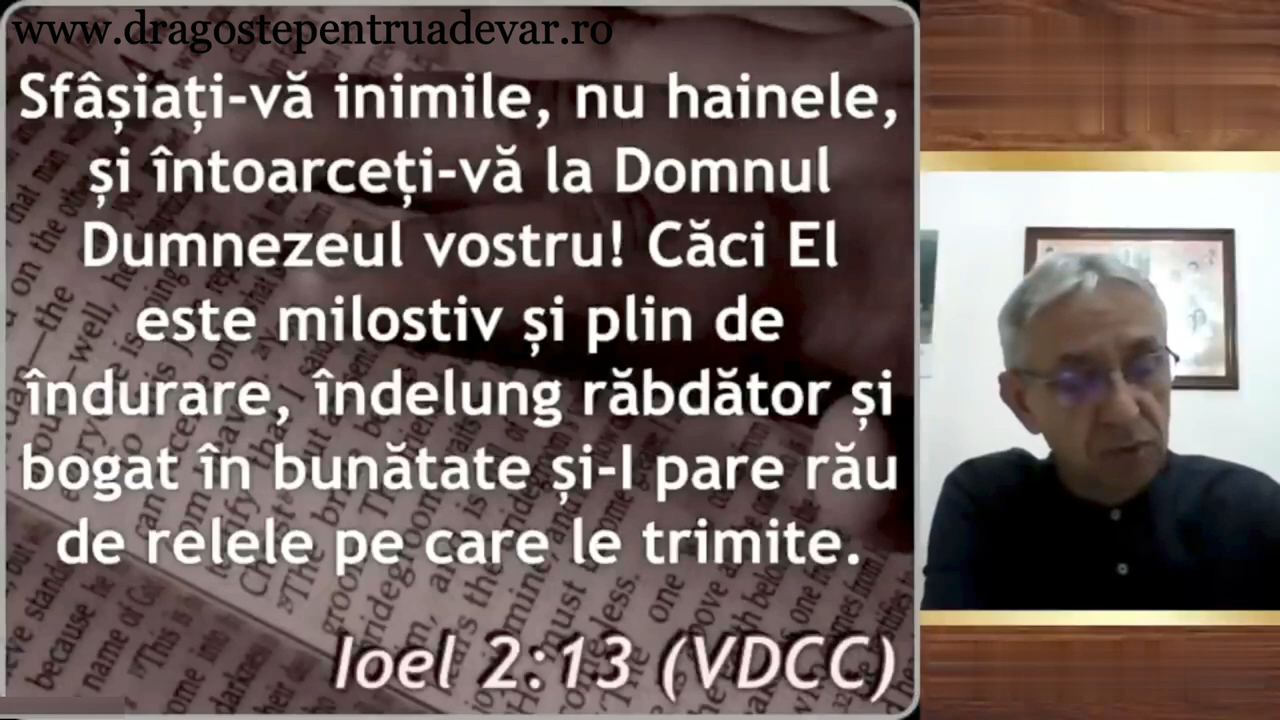 www.dragostepentruadevar.ro
Sfâșiați-vă inimile, nu hainele,
și întoarceți-vă la Domnul
Dumnezeul vostru! Căci El
este milostiv și plin de
îndurare, îndelung răbdător și
bogat în bunătate și-I pare rău
de relele pe care le trimite.
Ioel 2:13 (VDCC)